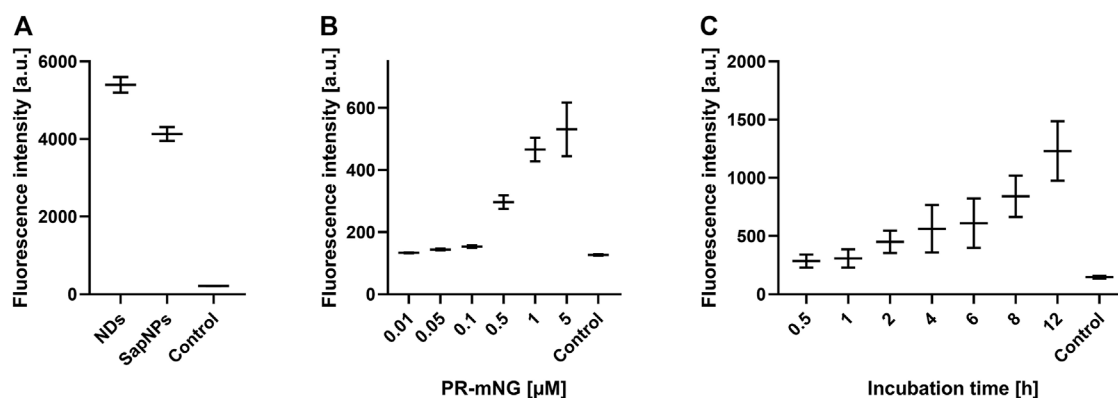 A
Fluorescence intensity [a.u.]
6000
4000
2000
0
NDs
SapNPs
Control
B
Fluorescence intensity [a.u.]
600
400
200
0
0.01
0.05
0.1
0.5
1
5
Control
PR-mNG [µM]
C
Fluorescence intensity [a.u.]
2000
1500
1000
500
0
0.5
1
2
4
6
8
12
Control
Incubation time [h]